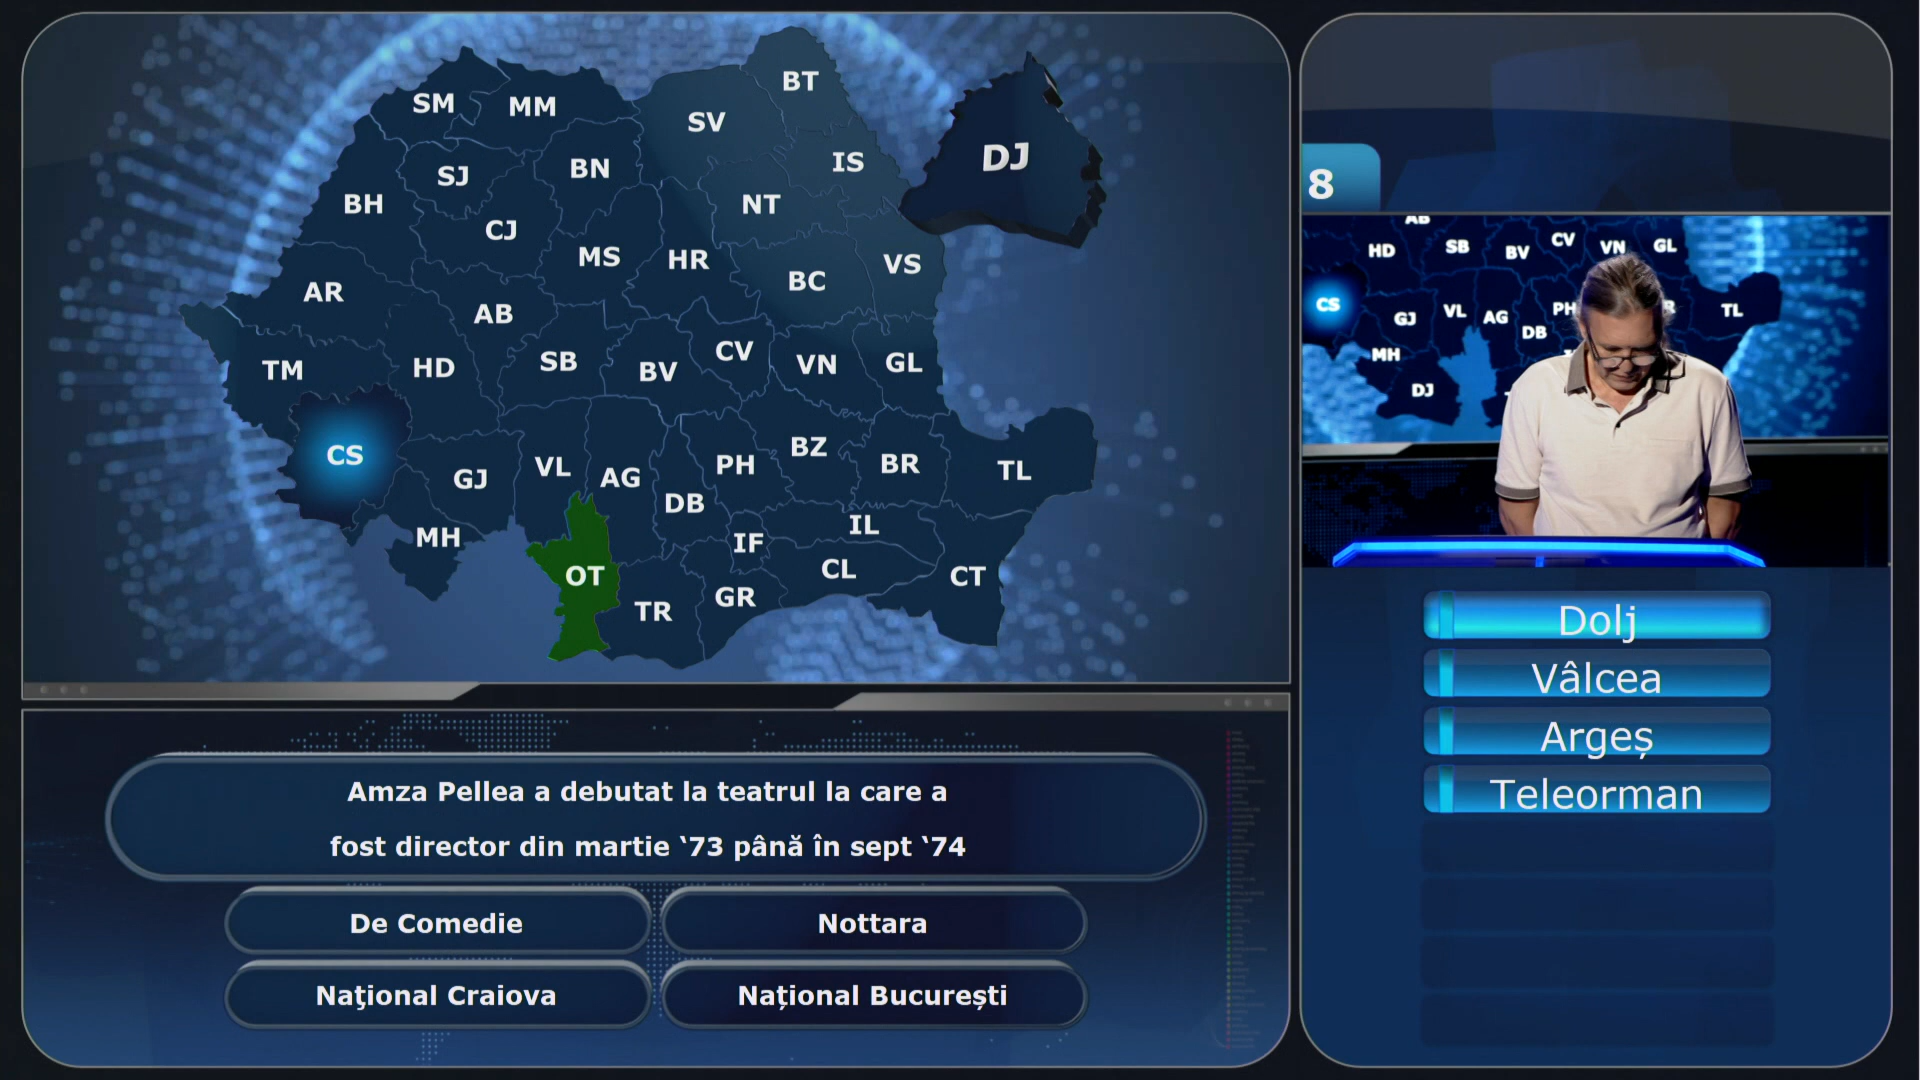 BT
SM
MM
SV
DJ
IS
BN
SJ
BH
NT
CJ
MS
HR
VS
BC
AR
AB
CV
SB
VN
GL
TM
HD
BV
BZ
CS
PH
BR
VL
TL
GJ
AG
DB
IL
MH
IF
CL
OT
CT
GR
TR
8
AB
HD
SB
BV
CV
VN
GL
CS
GJ
VL
AG
PH
DB
TL
MH
DJ
Dolj
Vâlcea
Argeș
Teleorman
Amza Pellea a debutat la teatrul la care a
fost director din martie ‘73 până în sept ‘74
De Comedie
Nottara
Naţional Craiova
Național București